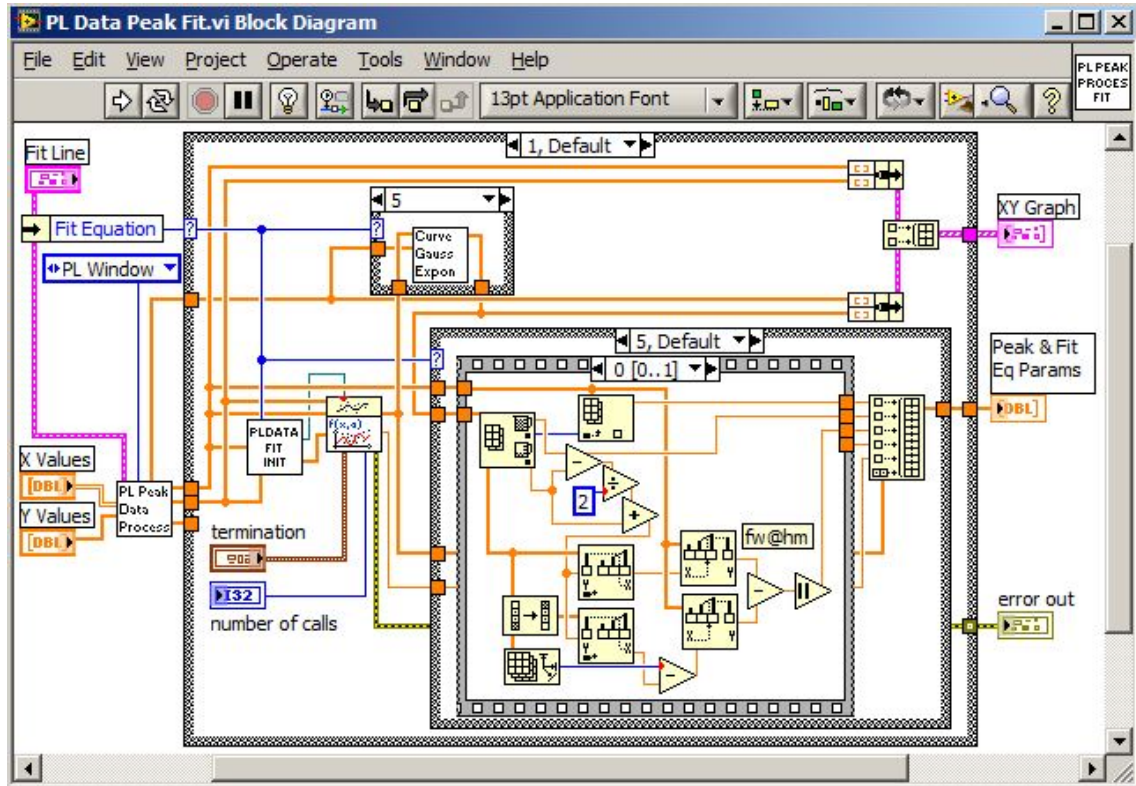 PL Data Peak Fit.vi Block Diagram
File Edit View Project Operate Tools Window Help
13pt Application Font
PL PEAK
PROCES
FIT
1, Default
Fit Line
Fit Equation
PL Window
5
Curve
Gauss
Expon
XY Graph
5, Default
0 [0..1]
Peak & Fit
Eq Params
DBL
PLDATA
FIT
INIT
f(x,a)
2
fw@hm
X Values
DBL
Y Values
DBL
PL Peak
Data
Process
termination
I32
number of calls
error out